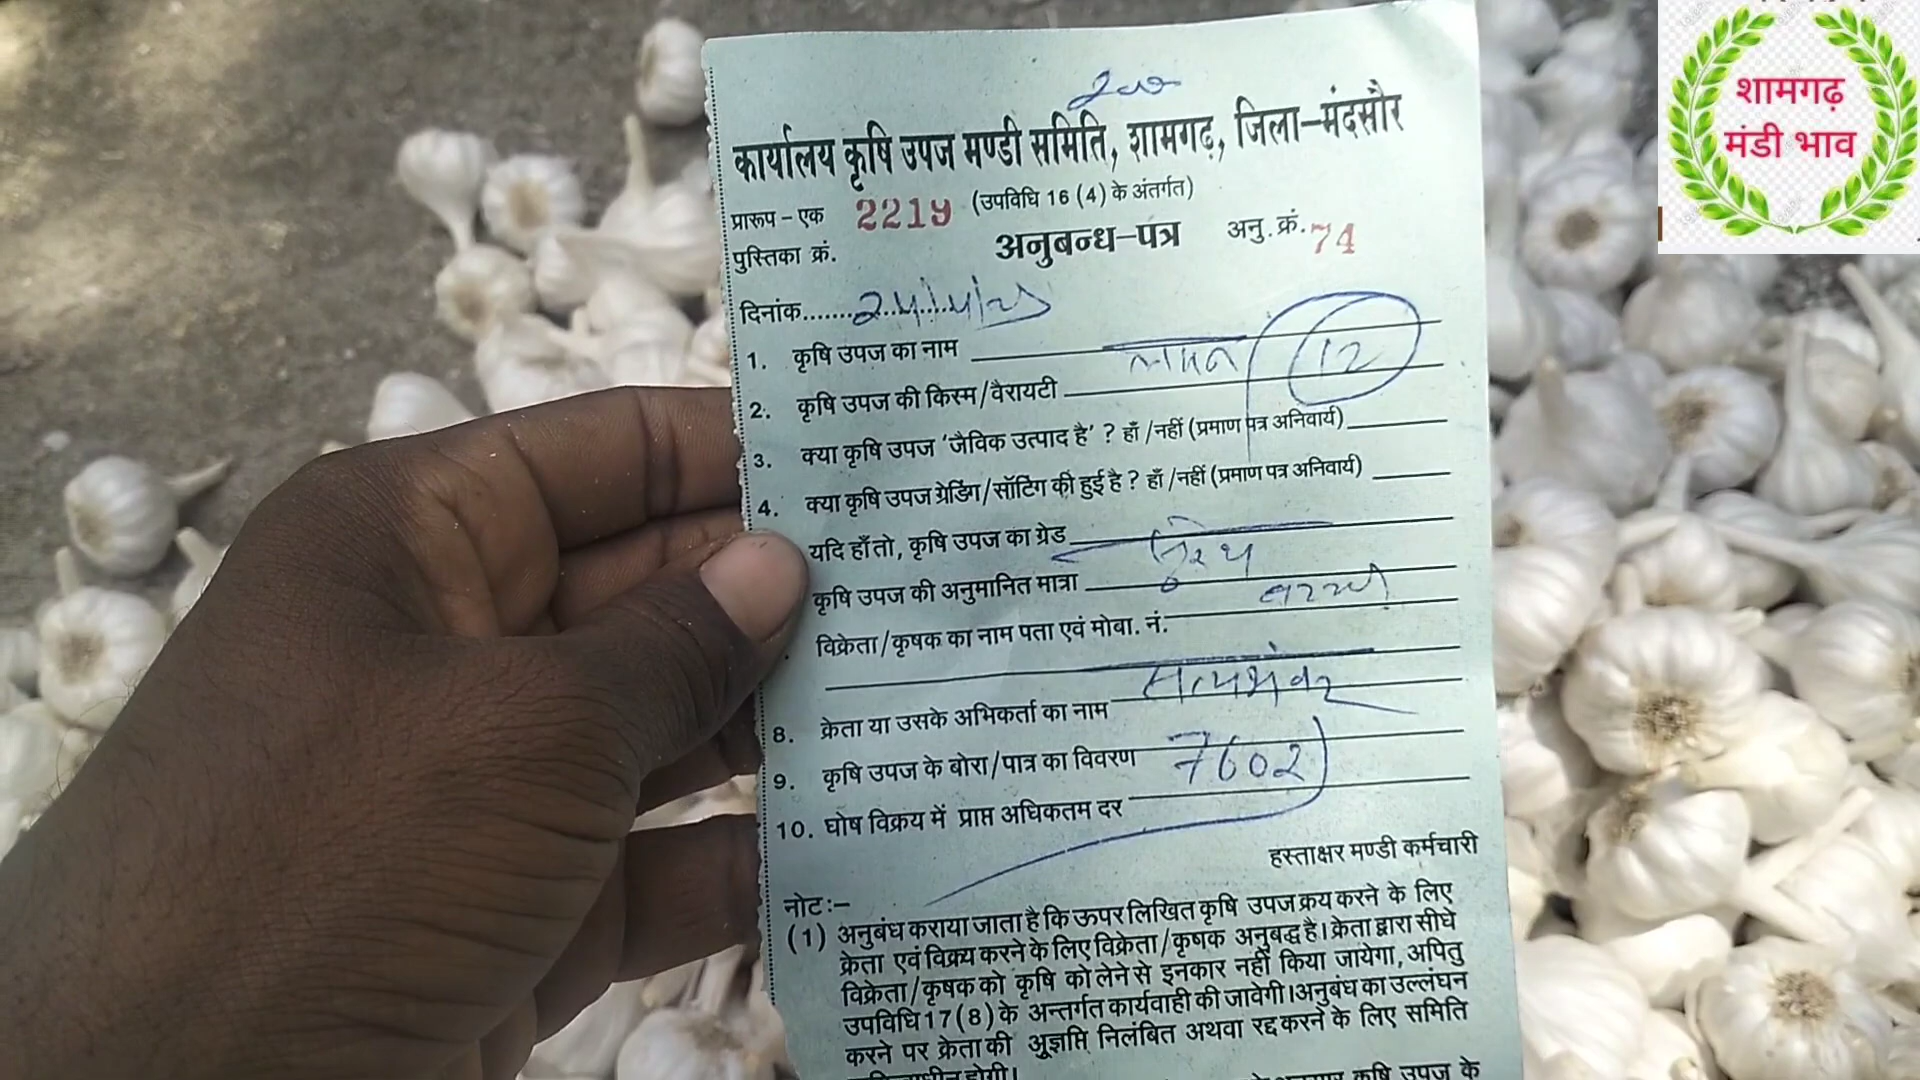 शामगढ़
मंडी भाव
कार्यालय कृषि उपज मण्डी समिति, शामगढ़, जिला-मंदसौर
प्रारूप - एक 2219 (उपविधि 16 (4) के अंतर्गत)
पुस्तिका क्रं. अनुबन्ध-पत्र अनु. क्रं. 74
दिनांक
1. कृषि उपज का नाम 12
2. कृषि उपज की किस्म/वैरायटी
3. क्या कृषि उपज 'जैविक उत्पाद है' ? हाँ /नहीं (प्रमाण पत्र अनिवार्य)
4. क्या कृषि उपज ग्रेडिंग/सॉटिंग की हुई है ? हाँ /नहीं (प्रमाण पत्र अनिवार्य)
यदि हाँ तो, कृषि उपज का ग्रेड
कृषि उपज की अनुमानित मात्रा
विक्रेता/कृषक का नाम पता एवं मोबा. नं.
8. क्रेता या उसके अभिकर्ता का नाम
9. कृषि उपज के बोरा/पात्र का विवरण 7602
10. घोष विक्रय में प्राप्त अधिकतम दर
हस्ताक्षर मण्डी कर्मचारी
नोट:-
(1) अनुबंध कराया जाता है कि ऊपर लिखित कृषि उपज क्रय करने के लिए
क्रेता एवं विक्रय करने के लिए विक्रेता/कृषक अनुबद्ध है। क्रेता द्वारा सीधे
विक्रेता/कृषक को कृषि को लेने से इनकार नहीं किया जायेगा, अपितु
उपविधि 17 (8) के अन्तर्गत कार्यवाही की जावेगी। अनुबंध का उल्लंघन
करने पर क्रेता की निलंबित अथवा रद्द करने के लिए समिति
होगी।
कृषि उपज के